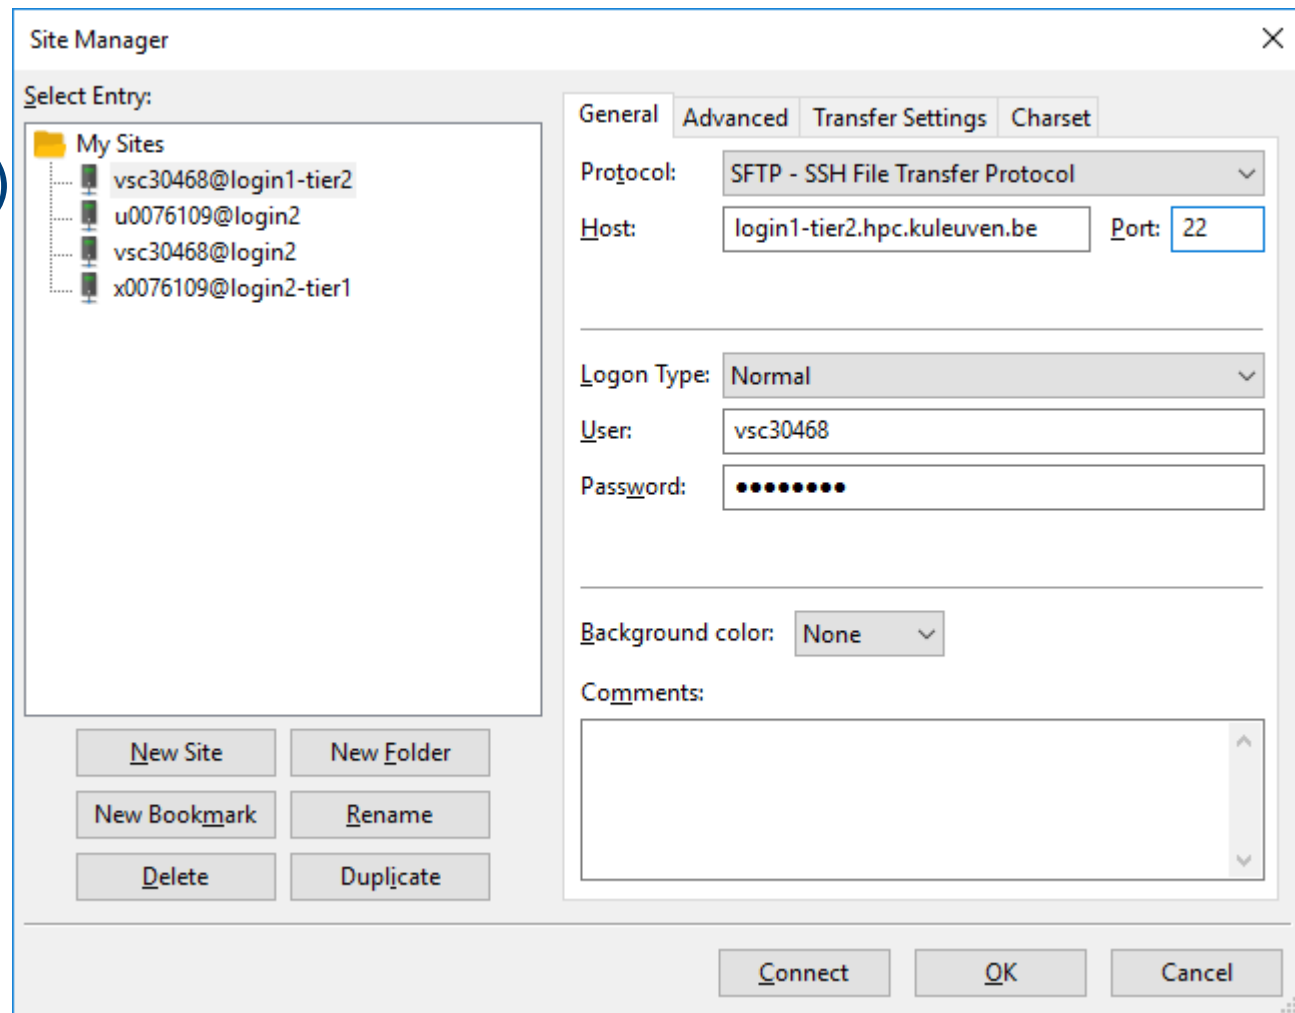 Site Manager
Select Entry:
My Sites
vsc30468@login1-tier2
u0076109@login2
vsc30468@login2
x0076109@login2-tier1
New Site
New Folder
New Bookmark
Rename
Delete
Duplicate
General
Advanced
Transfer Settings
Charset
Protocol:
SFTP - SSH File Transfer Protocol
Host:
login1-tier2.hpc.kuleuven.be
Port:
22
Logon Type:
Normal
User:
vsc30468
Password:
●●●●●●●●
Background color:
None
Comments:
Connect
OK
Cancel
)